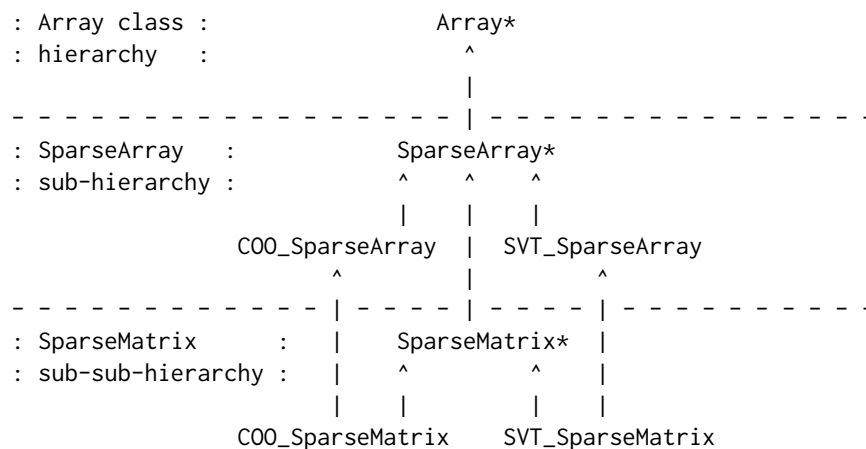 : Array class :                 Array*
: hierarchy   :                   ^
                                  |
- - - - - - - - - - - - - - - - - | - - - - - - - - - - - - - - -
: SparseArray   :            SparseArray*
: sub-hierarchy :            ^    ^    ^
                             |    |    |
                 COO_SparseArray  |  SVT_SparseArray
                        ^         |         ^
- - - - - - - - - - - - | - - - - | - - - - | - - - - - - - - - -
: SparseMatrix      :   |    SparseMatrix*  |
: sub-sub-hierarchy :   |    ^         ^    |
                        |    |         |    |
                 COO_SparseMatrix    SVT_SparseMatrix